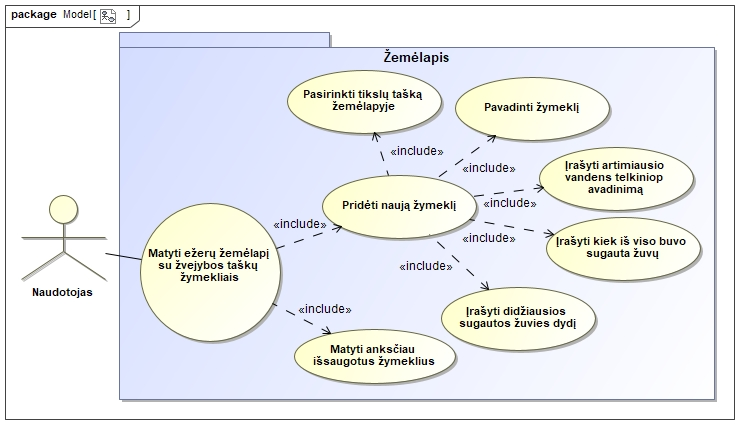 package Model[ ]
Žemėlapis
Pasirinkti tikslų tašką
žemėlapyje
Pavadinti žymeklį
«include»
«include»
Įrašyti artimiausio
vandens telkiniop
avadinimą
Pridėti naują žymeklį
«include»
«include»
«include»
Įrašyti kiek iš viso buvo
sugauta žuvų
Matyti ežerų žemėlapį
su žvejybos taškų
žymekliais
«include»
Naudotojas
«include»
Įrašyti didžiausios
sugautos žuvies dydį
Matyti anksčiau
išsaugotus žymeklius